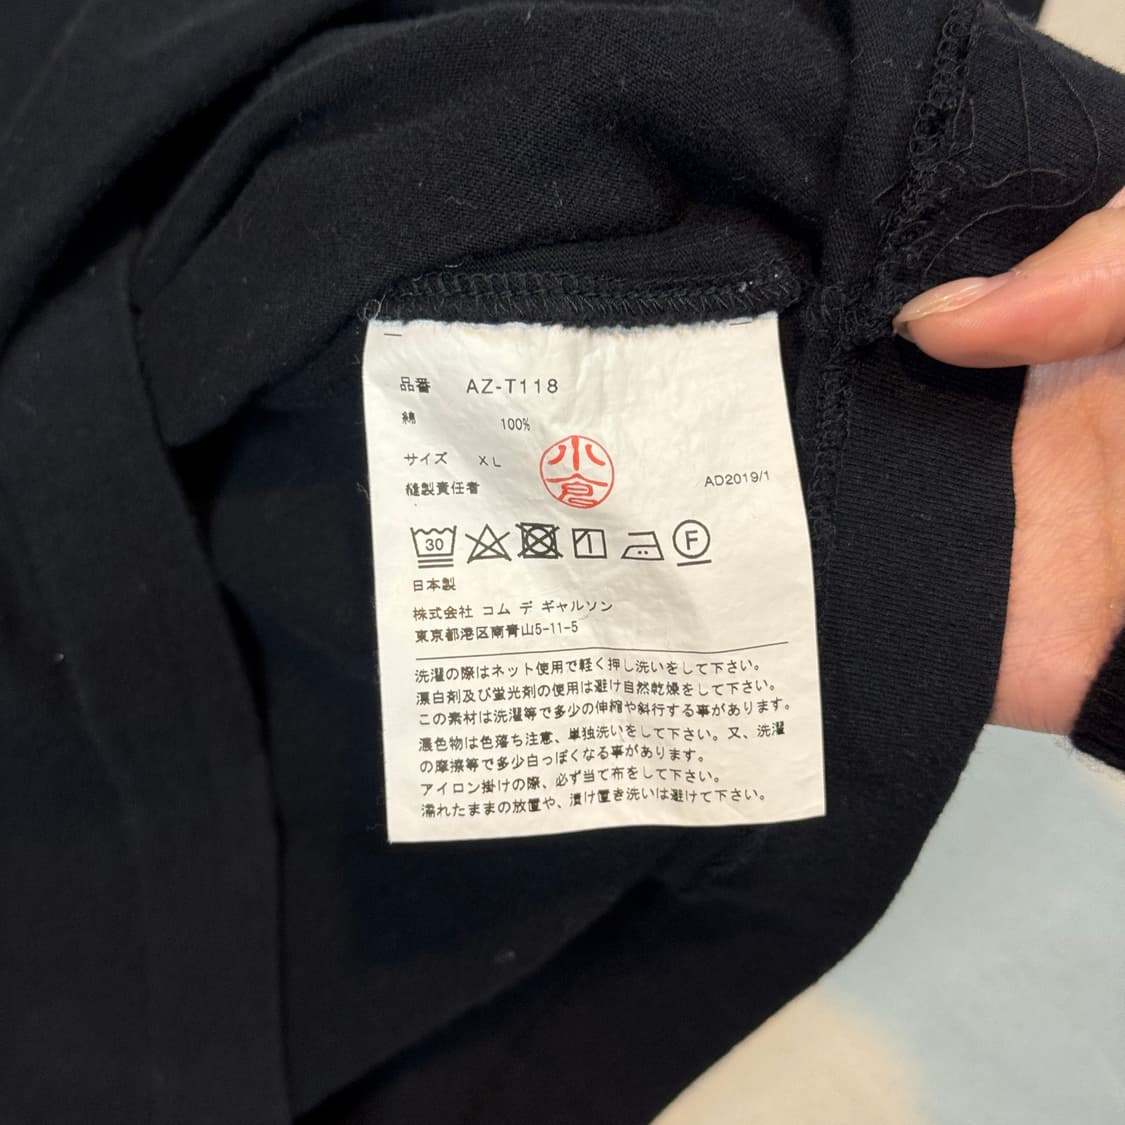 品番 AZ-T118
綿 100%
サイズ XL
縫製責任者 小倉
AD2019/1
30 F
日本製
株式会社 コム デ ギャルソン
東京都港区南青山5-11-5
洗濯の際はネット使用で軽く押し洗いをして下さい。
漂白剤及び蛍光剤の使用は避け自然乾燥をして下さい。
この素材は洗濯等で多少の伸縮や斜行する事があります。
濃色物は色落ち注意、単独洗いをして下さい。又、洗濯
の摩擦等で多少白っぽくなる事があります。
アイロン掛けの際、必ず当て布をして下さい。
濡れたままの放置や、漬け置き洗いは避けて下さい。